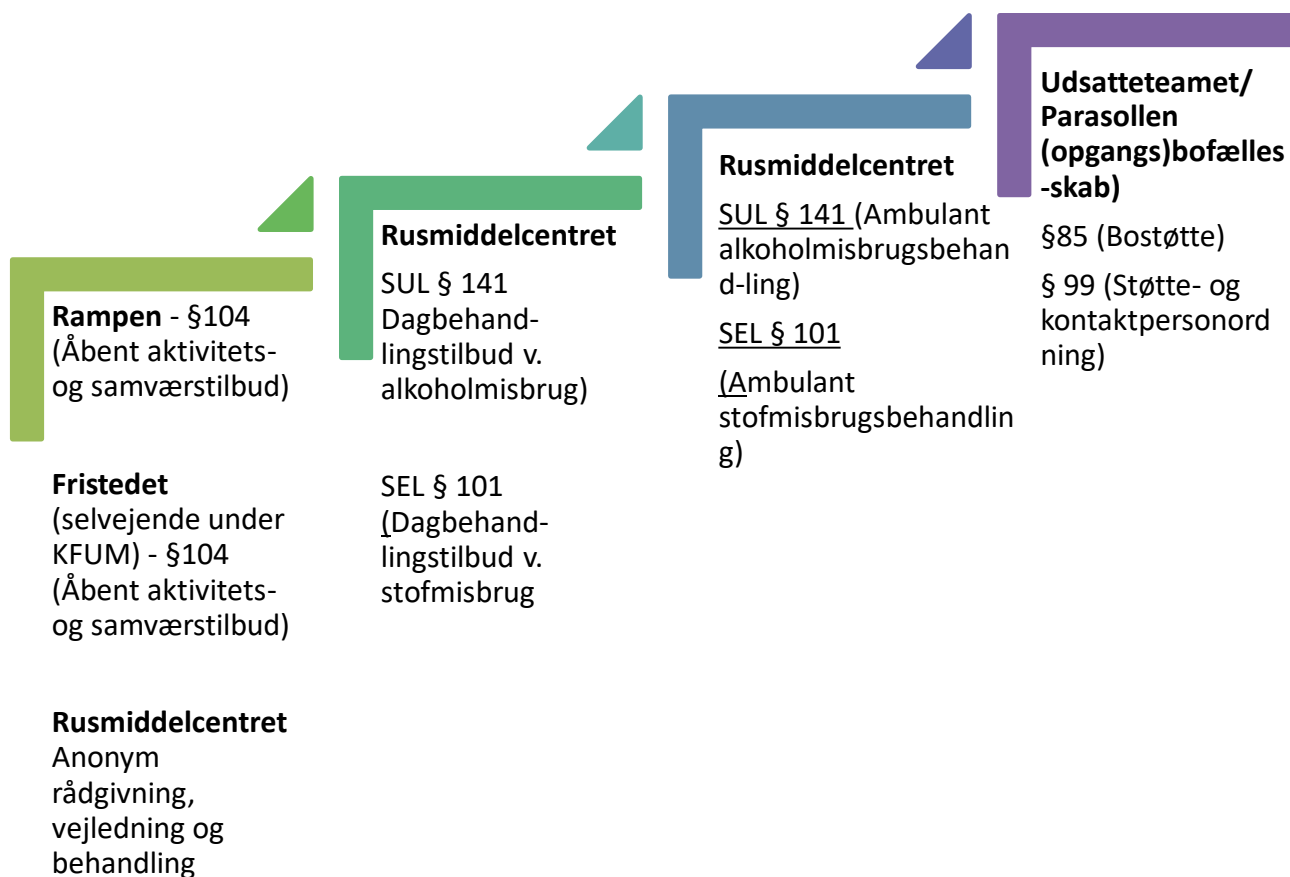 Rampen - §104
(Åbent aktivitets-
og samværstilbud)
Fristedet
(selvejende under
KFUM) - §104
(Åbent aktivitets-
og samværstilbud)
Rusmiddelcentret
Anonym
rådgivning,
vejledning og
behandling
Rusmiddelcentret
SUL § 141
Dagbehand-
lingstilbud v.
alkoholmisbrug)
SEL § 101
(Dagbehand-
lingstilbud v.
stofmisbrug
Rusmiddelcentret
SUL § 141 (Ambulant
alkoholmisbrugsbehan
d-ling)
SEL § 101
(Ambulant
stofmisbrugsbehandlin
g)
Udsatteteamet/
Parasollen
(opgangs)bofælles
-skab)
§85 (Bostøtte)
§ 99 (Støtte- og
kontaktpersonord
ning)